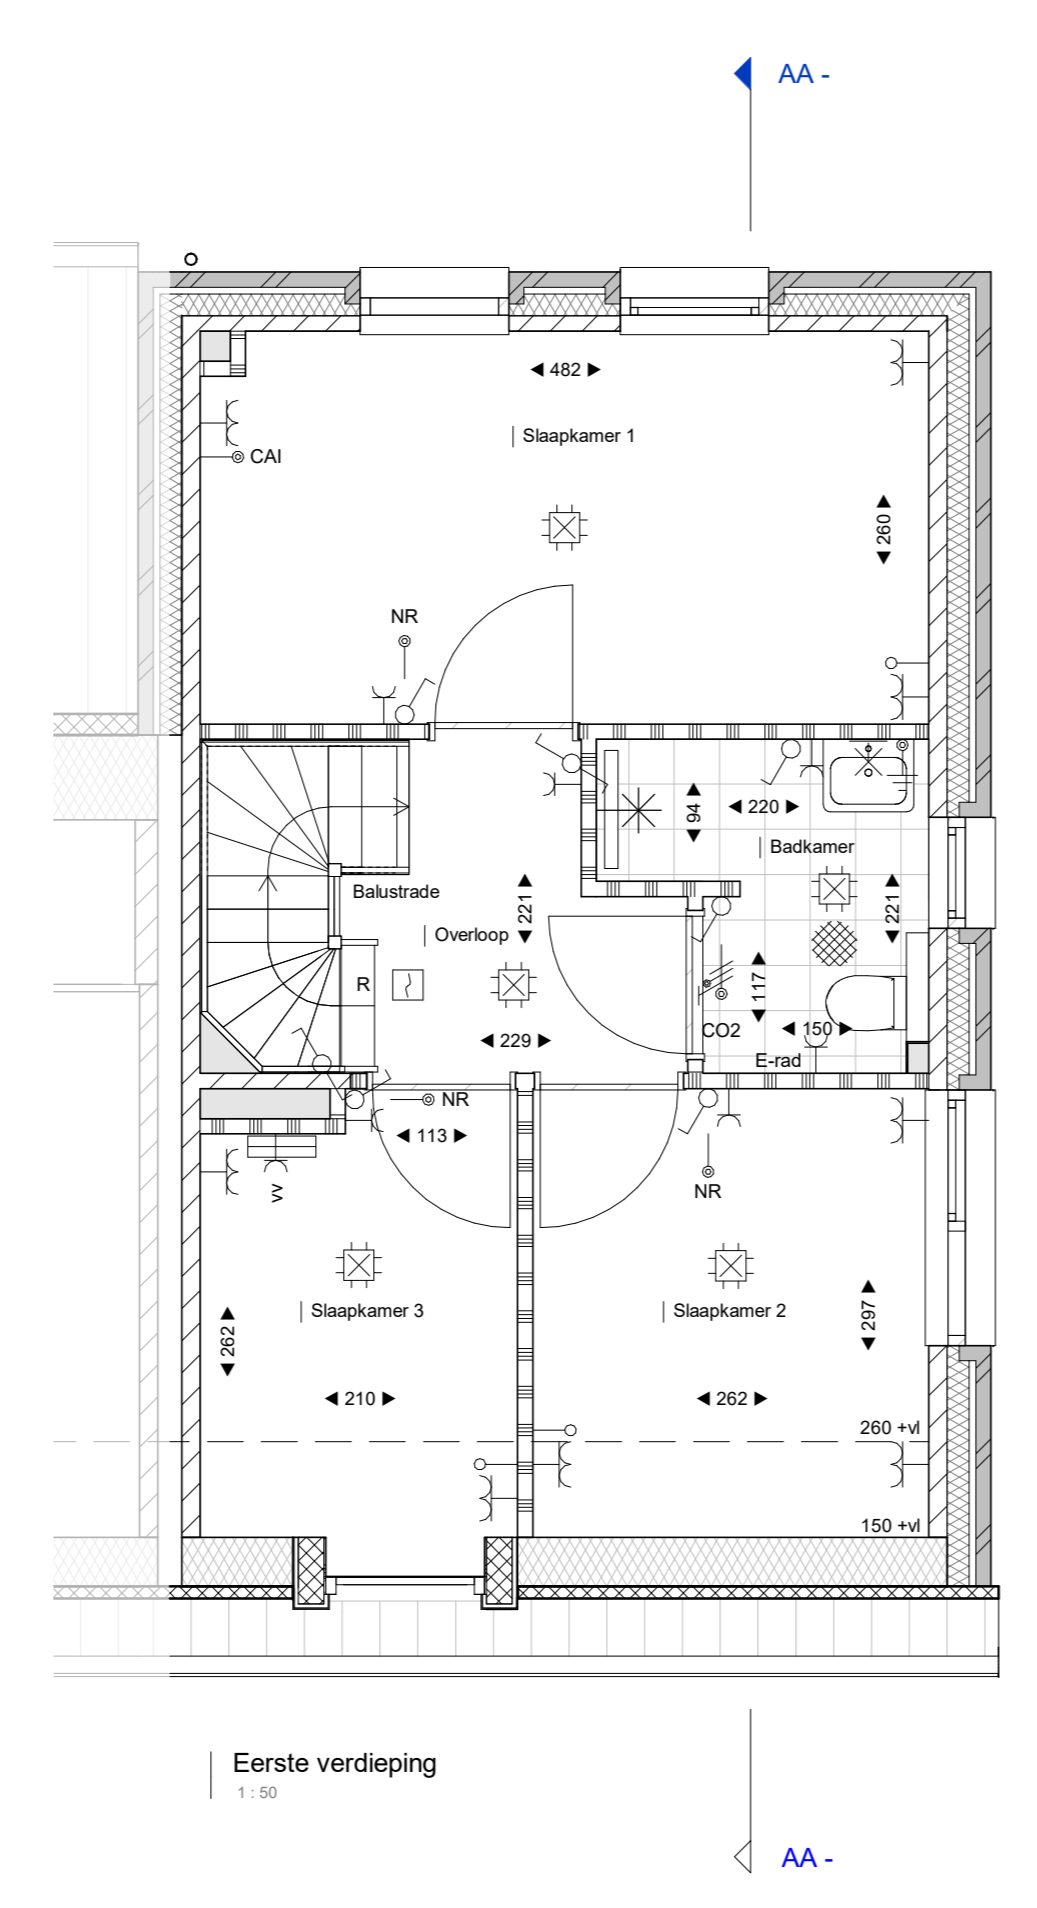 AA -
482
Slaapkamer 1
CAI
260
NR
94
220
Badkamer
Balustrade
221
221
Overloop
R
117
CO2
150
229
E-rad
NR
113
vv
NR
Slaapkamer 3
Slaapkamer 2
262
297
210
262
260 +vl
150 +vl
Eerste verdieping
1 : 50
AA -